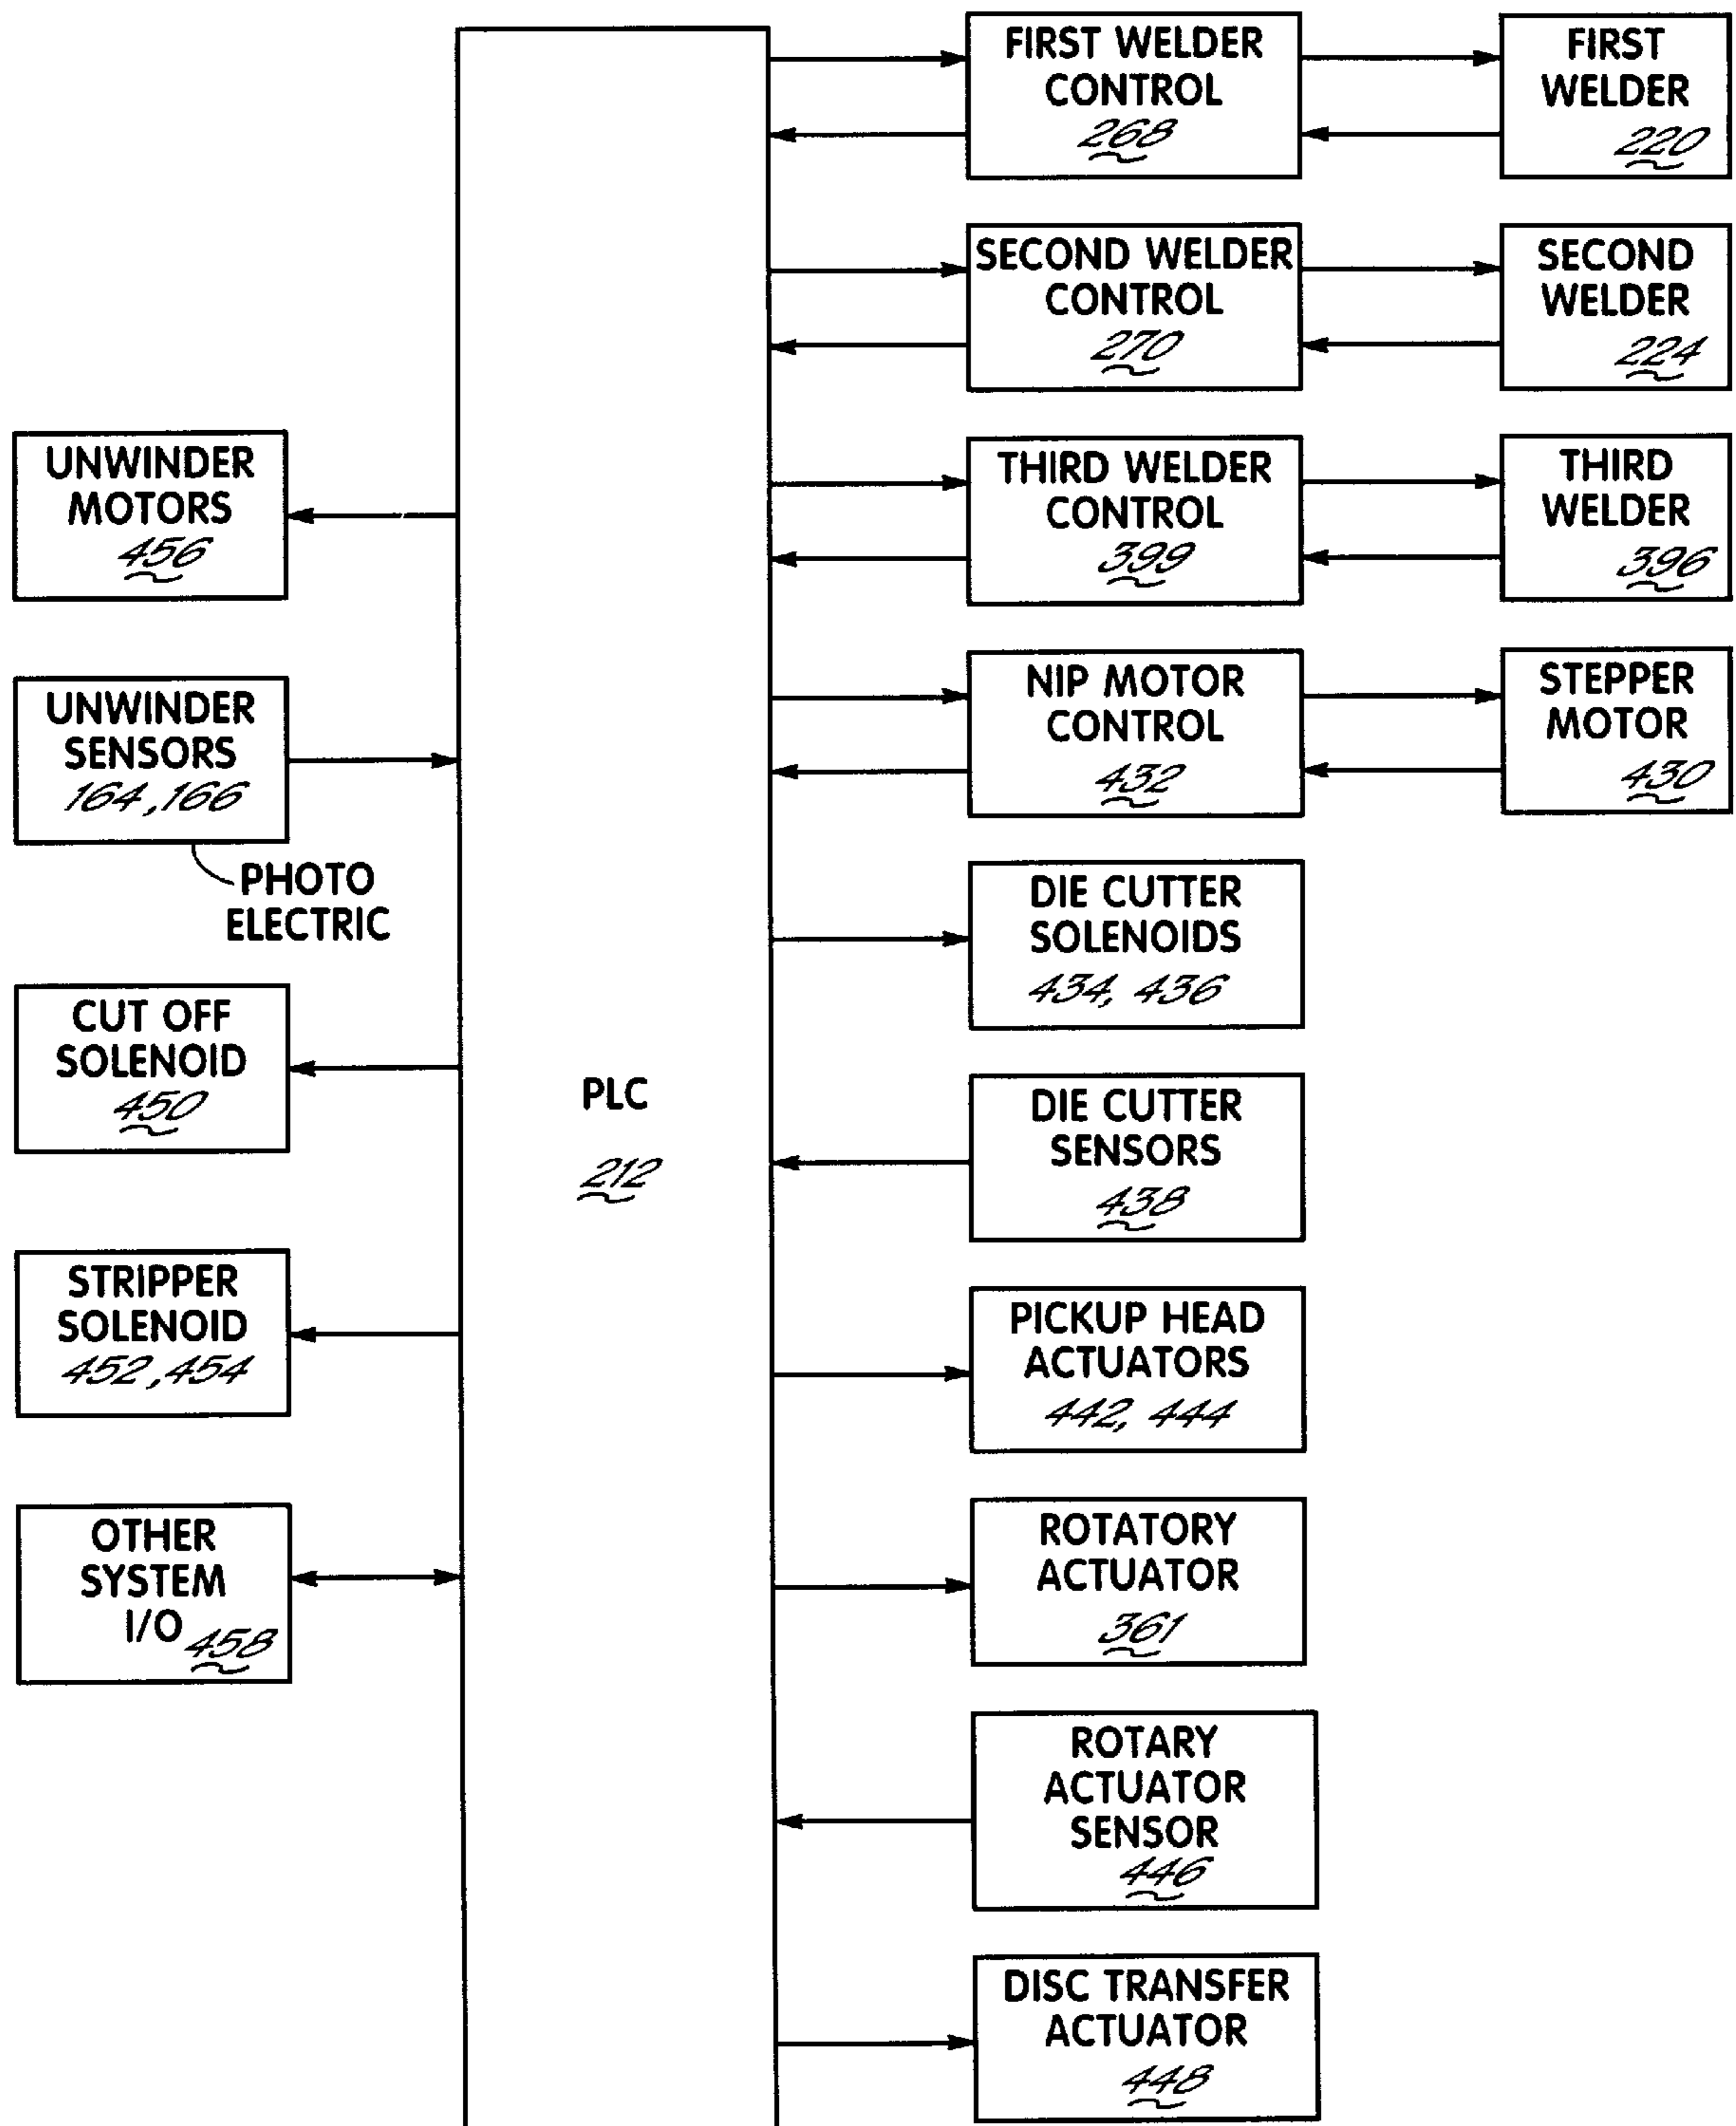 FIRST WELDER
CONTROL
268
FIRST
WELDER
220
SECOND WELDER
CONTROL
270
SECOND
WELDER
224
UNWINDER
MOTORS
456
THIRD WELDER
CONTROL
399
THIRD
WELDER
396
UNWINDER
SENSORS
164,166
PHOTO
ELECTRIC
NIP MOTOR
CONTROL
432
STEPPER
MOTOR
430
DIE CUTTER
SOLENOIDS
434, 436
CUT OFF
SOLENOID
450
PLC
212
DIE CUTTER
SENSORS
438
STRIPPER
SOLENOID
452,454
PICKUP HEAD
ACTUATORS
442, 444
OTHER
SYSTEM
I/O
458
ROTATORY
ACTUATOR
361
ROTARY
ACTUATOR
SENSOR
446
DISC TRANSFER
ACTUATOR
448